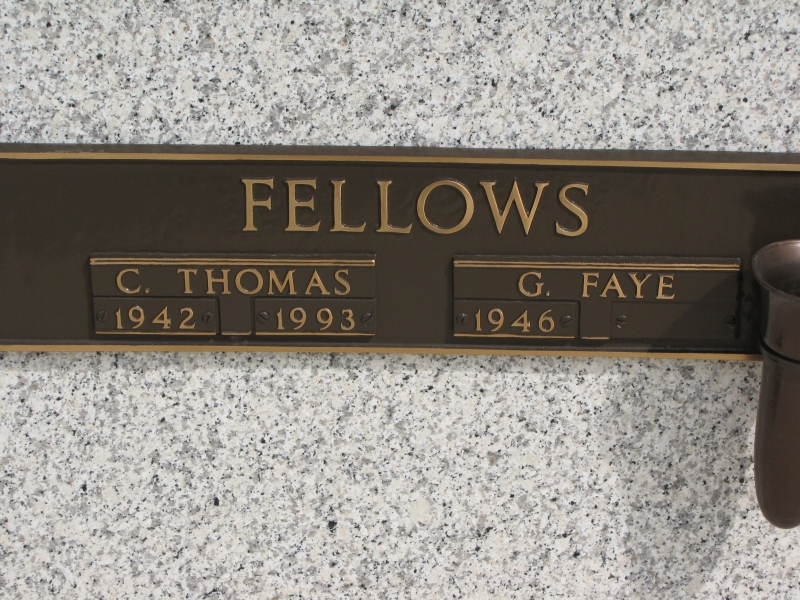 FELLOWS
C. THOMAS
1942 1993
G. FAYE
1946